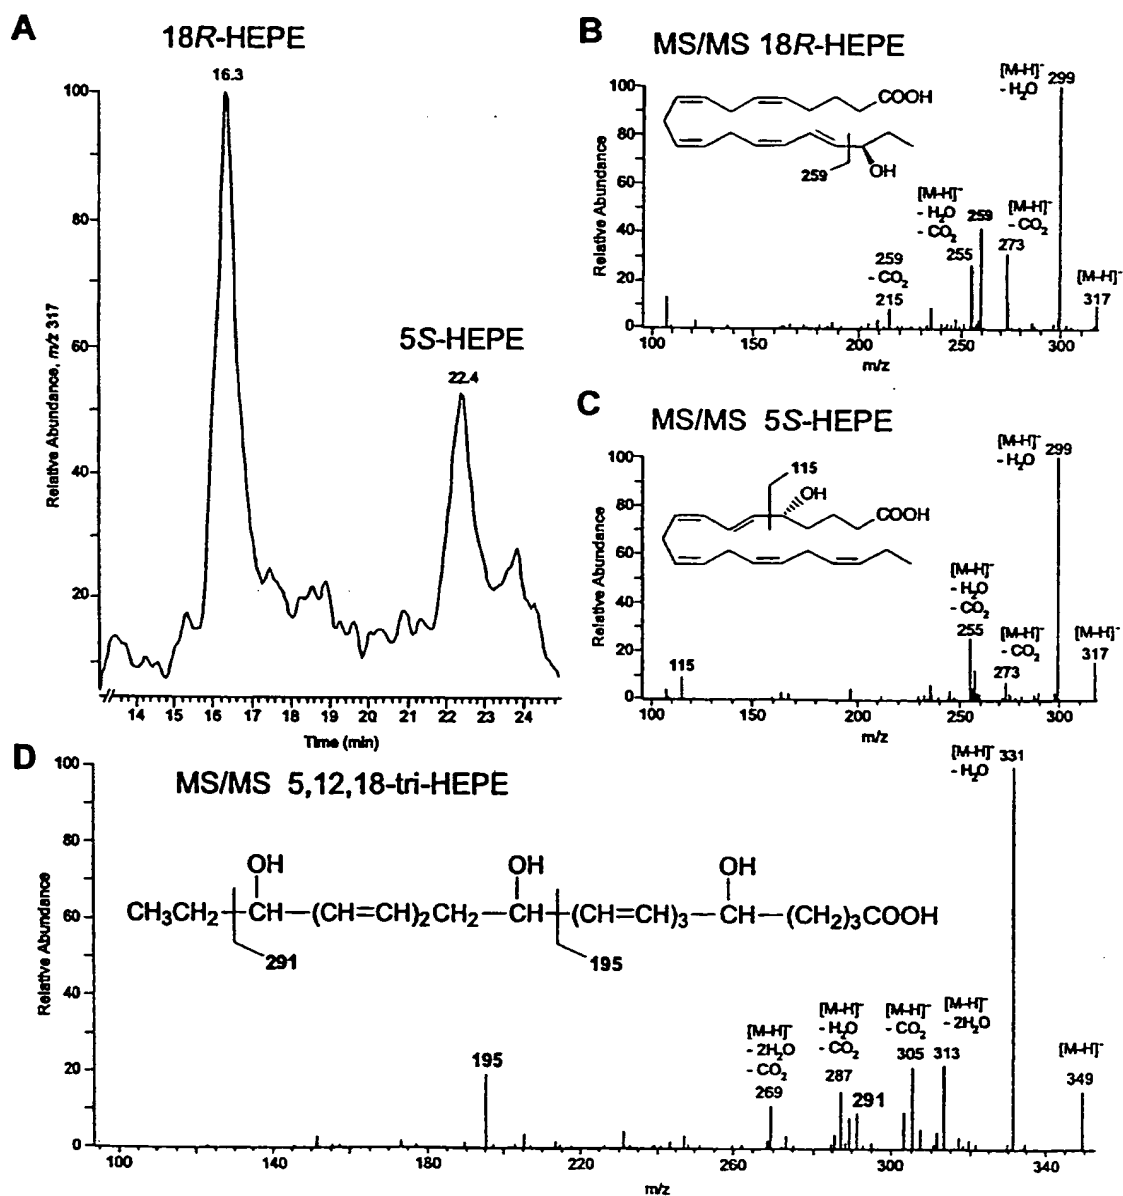 A
18R-HEPE
16.3
5S-HEPE
22.4
Relative Abundance, m/z 317
100
80
60
40
20
14 15 16 17 18 19 20 21 22 23 24
Time (min)
B
MS/MS 18R-HEPE
[M-H]⁻
- H₂O
299
COOH
259
OH
[M-H]⁻
- H₂O
- CO₂
255
259
[M-H]⁻
- CO₂
273
259
- CO₂
215
[M-H]⁻
317
Relative Abundance
100
80
60
40
20
0
100 150 200 250 300
m/z
C
MS/MS 5S-HEPE
[M-H]⁻
- H₂O
299
115
OH
COOH
[M-H]⁻
- H₂O
- CO₂
255
[M-H]⁻
- CO₂
273
[M-H]⁻
317
115
Relative Abundance
100
80
60
40
20
0
100 150 200 250 300
m/z
D
MS/MS 5,12,18-tri-HEPE
[M-H]⁻
- H₂O
331
OH OH OH
CH₃CH₂—CH—(CH=CH)₂CH₂—CH—(CH=CH)₃—CH—(CH₂)₃COOH
291 195
195
[M-H]⁻
- 2H₂O
- CO₂
269
[M-H]⁻
- H₂O
- CO₂
287
291
[M-H]⁻
- CO₂
305
[M-H]⁻
- 2H₂O
313
[M-H]⁻
349
Relative Abundance
100
80
60
40
20
0
100 140 180 220 260 300 340
m/z